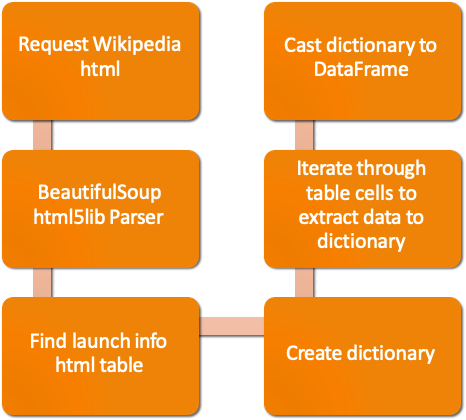 Request Wikipedia
html
BeautifulSoup
html5lib Parser
Find launch info
html table
Create dictionary
Iterate through
table cells to
extract data to
dictionary
Cast dictionary to
DataFrame